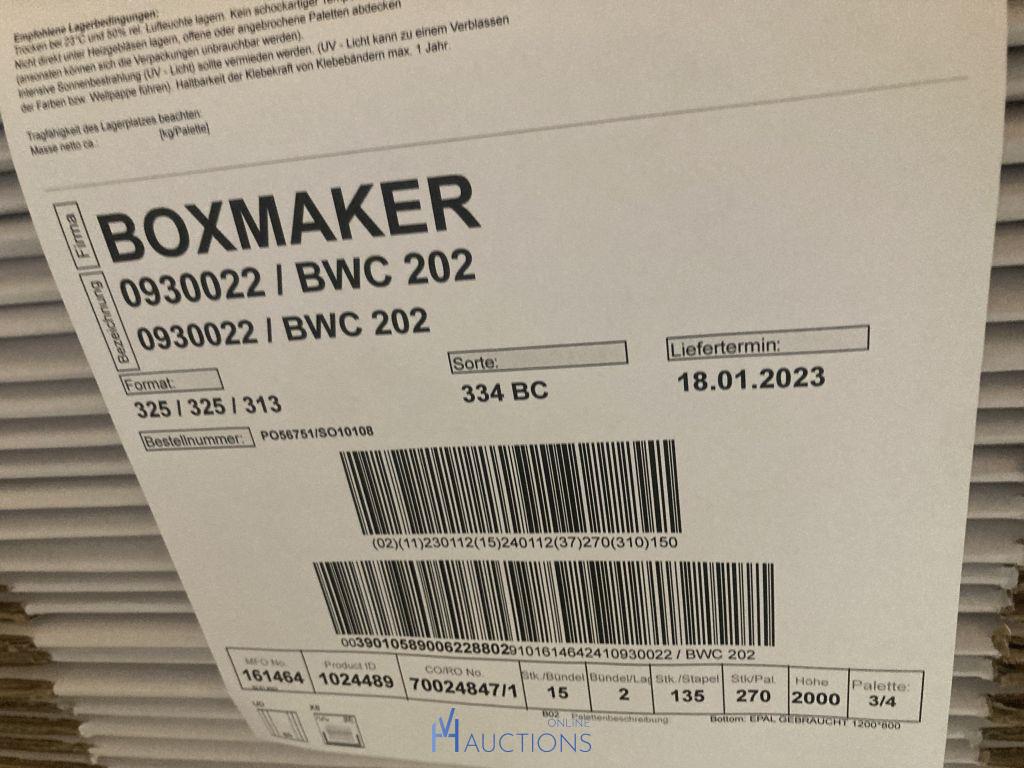 Empfohlene Lagerbedingungen:
Trocken bei 23°C und 50% rel. Luftfeuchte lagern. Kein schockartiger
Nicht direkt unter Heizgebläsen lagern, offene oder angebrochene Paletten abdecken
(ansonsten können sich die Verpackungen unbrauchbar werden).
Intensive Sonnenbestrahlung (UV - Licht) sollte vermieden werden. (UV - Licht kann zu einem Verblassen
der Farben bzw. Wellpappe führen). Haltbarkeit der Klebekraft von Klebebändern max. 1 Jahr.
Tragfähigkeit des Lagerplatzes beachten:
Masse netto ca.: [kg/Palette]
Firma
BOXMAKER
Bezeichnung
0930022 / BWC 202
0930022 / BWC 202
Format: Sorte: Liefertermin:
325 / 325 / 313 334 BC 18.01.2023
Bestellnummer: PO56751/SO10108
(02)(11)230112(15)240112(37)270(310)150
003901058900622880291016146424 10930022 / BWC 202
MFO No. Product ID CO/RO No. Stk./Bündel Bündel/Lag Stk./Stapel Stk/Pal. Höhe Palette:
161464 1024489 70024847/1 15 2 135 270 2000 3/4
B02 Palettenbeschreibung Bottom: EPAL GEBRAUCHT 1200*800
ONLINE
AUCTIONS